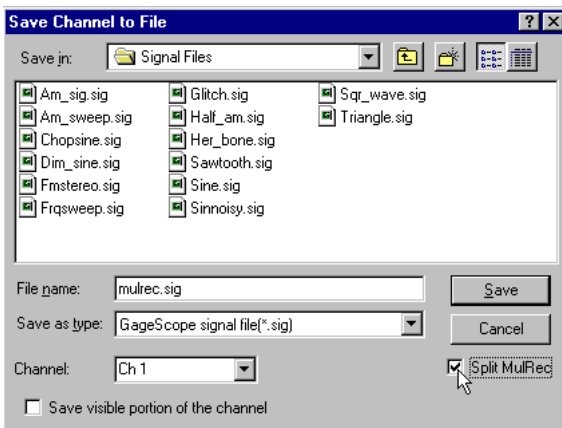 Save Channel to File
Save in: Signal Files
Am_sig.sig Glitch.sig Sqr_wave.sig
Am_sweep.sig Half_am.sig Triangle.sig
Chopsine.sig Her_bone.sig
Dim_sine.sig Sawtooth.sig
Fmstereo.sig Sine.sig
Frqsweep.sig Sinnoisy.sig
File name: mulrec.sig Save
Save as type: GageScope signal file(*.sig) Cancel
Channel: Ch 1 Split MulRec
Save visible portion of the channel